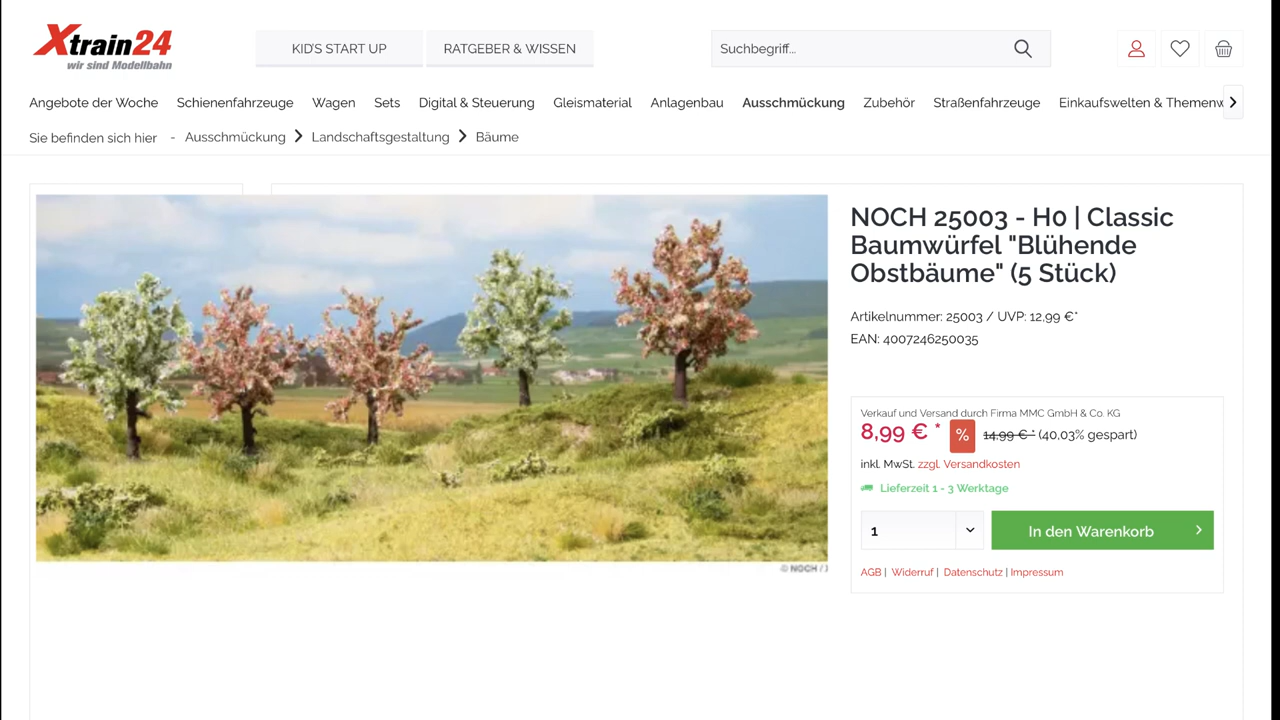 Xtrain24
wir sind Modellbahn
KID'S START UP
RATGEBER & WISSEN
Suchbegriff...
Angebote der Woche Schienenfahrzeuge Wagen Sets Digital & Steuerung Gleismaterial Anlagenbau Ausschmückung Zubehör Straßenfahrzeuge Einkaufswelten & Themenw
Sie befinden sich hier - Ausschmückung Landschaftsgestaltung Bäume
NOCH 25003 - H0 | Classic
Baumwürfel "Blühende
Obstbäume" (5 Stück)
Artikelnummer: 25003 / UVP: 12,99 €*
EAN: 4007246250035
Verkauf und Versand durch Firma MMC GmbH & Co. KG
8,99 € * % 14,99 € * (40.03% gespart)
inkl. MwSt. zzgl. Versandkosten
Lieferzeit 1 - 3 Werktage
1
In den Warenkorb
AGB | Widerruf | Datenschutz | Impressum
© NOCH / J